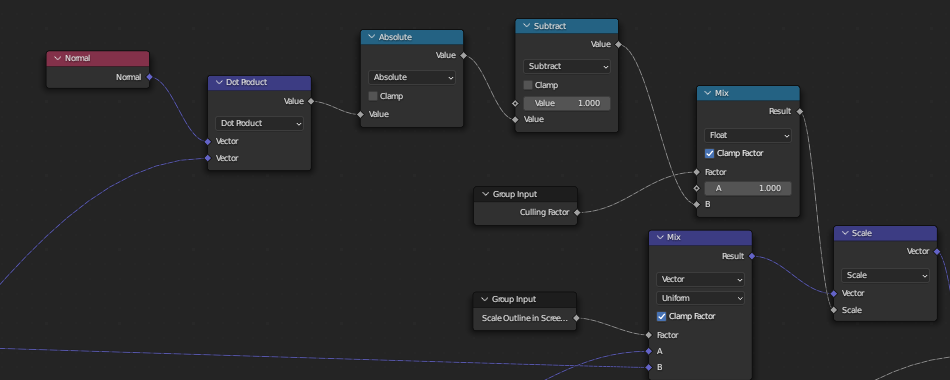 Normal
Normal
Dot Product
Value
Dot Product
Vector
Vector
Absolute
Value
Absolute
Clamp
Value
Subtract
Value
Subtract
Clamp
Value 1.000
Value
Mix
Result
Float
Clamp Factor
Factor
A 1.000
B
Group Input
Culling Factor
Mix
Result
Vector
Uniform
Clamp Factor
Factor
A
B
Group Input
Scale Outline in Scree...
Scale
Vector
Scale
Vector
Scale